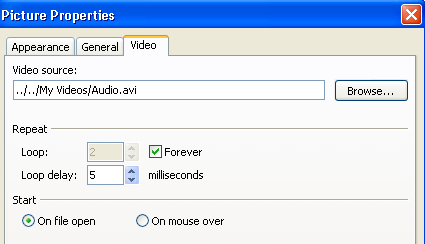 Picture Properties
Appearance General Video
Video source:
../../My Videos/Audio.avi Browse...
Repeat
Loop: 2 Forever
Loop delay: 5 milliseconds
Start
On file open On mouse over